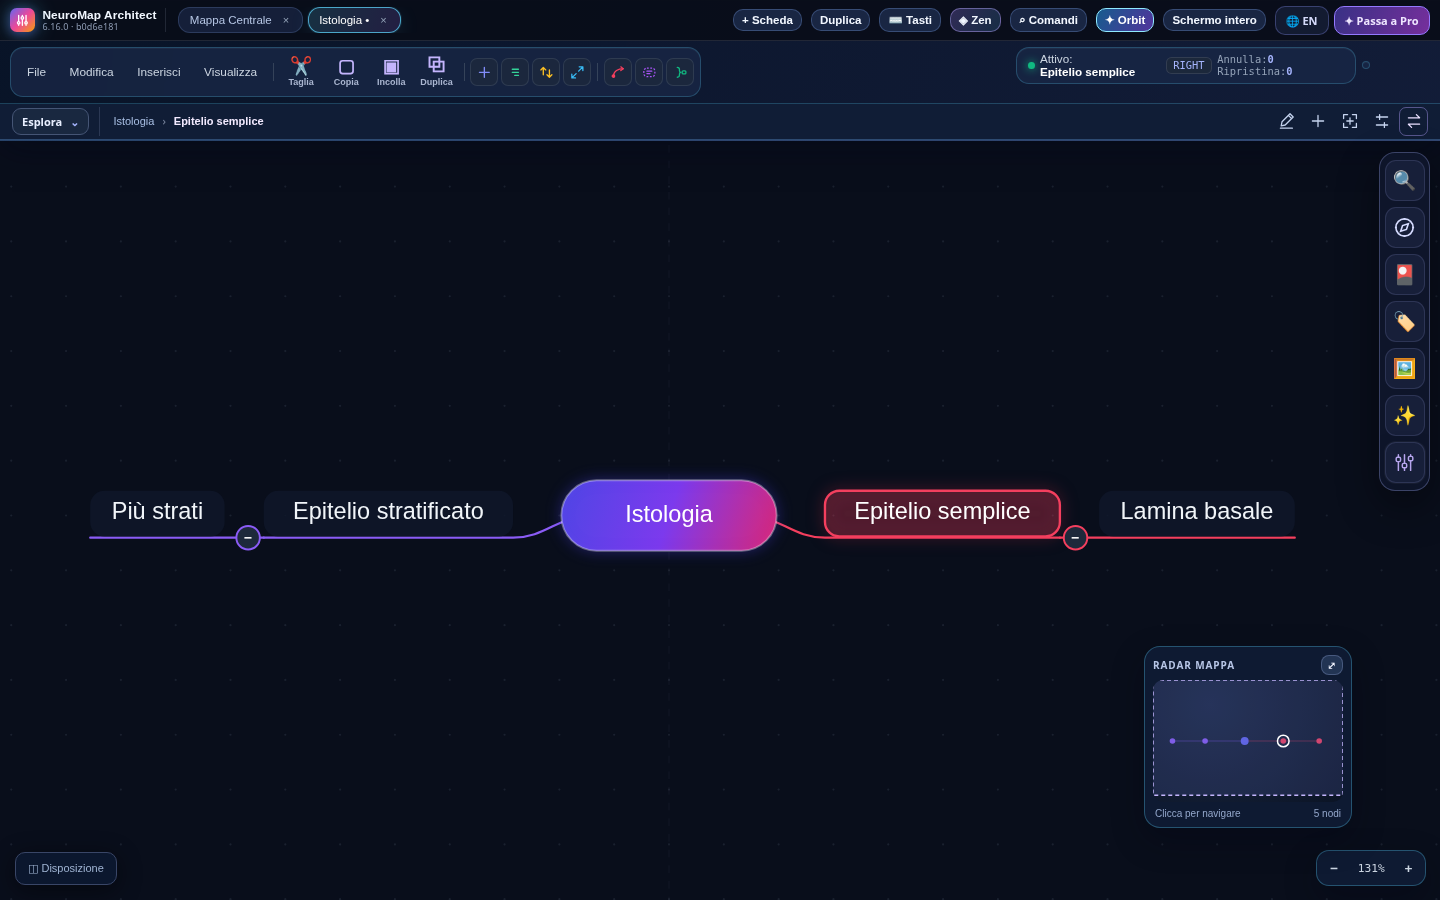 NeuroMap Architect
6.16.0 · b0d6e181
Mappa Centrale ×
Istologia • ×
+ Scheda
Duplica
Tasti
Zen
Comandi
Orbit
Schermo intero
EN
Passa a Pro
File
Modifica
Inserisci
Visualizza
Taglia
Copia
Incolla
Duplica
Attivo:
Epitelio semplice
RIGHT
Annulla:0
Ripristina:0
Esplora
Istologia › Epitelio semplice
Più strati
Epitelio stratificato
Istologia
Epitelio semplice
Lamina basale
RADAR MAPPA
Clicca per navigare
5 nodi
Disposizione
− 131% +